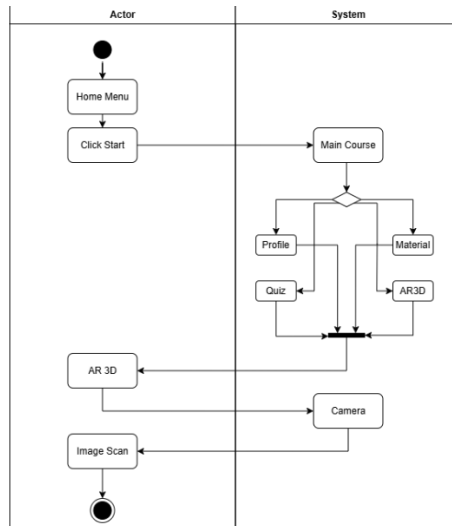 Actor
System
Home Menu
Click Start
Main Course
Profile
Material
Quiz
AR3D
AR 3D
Camera
Image Scan